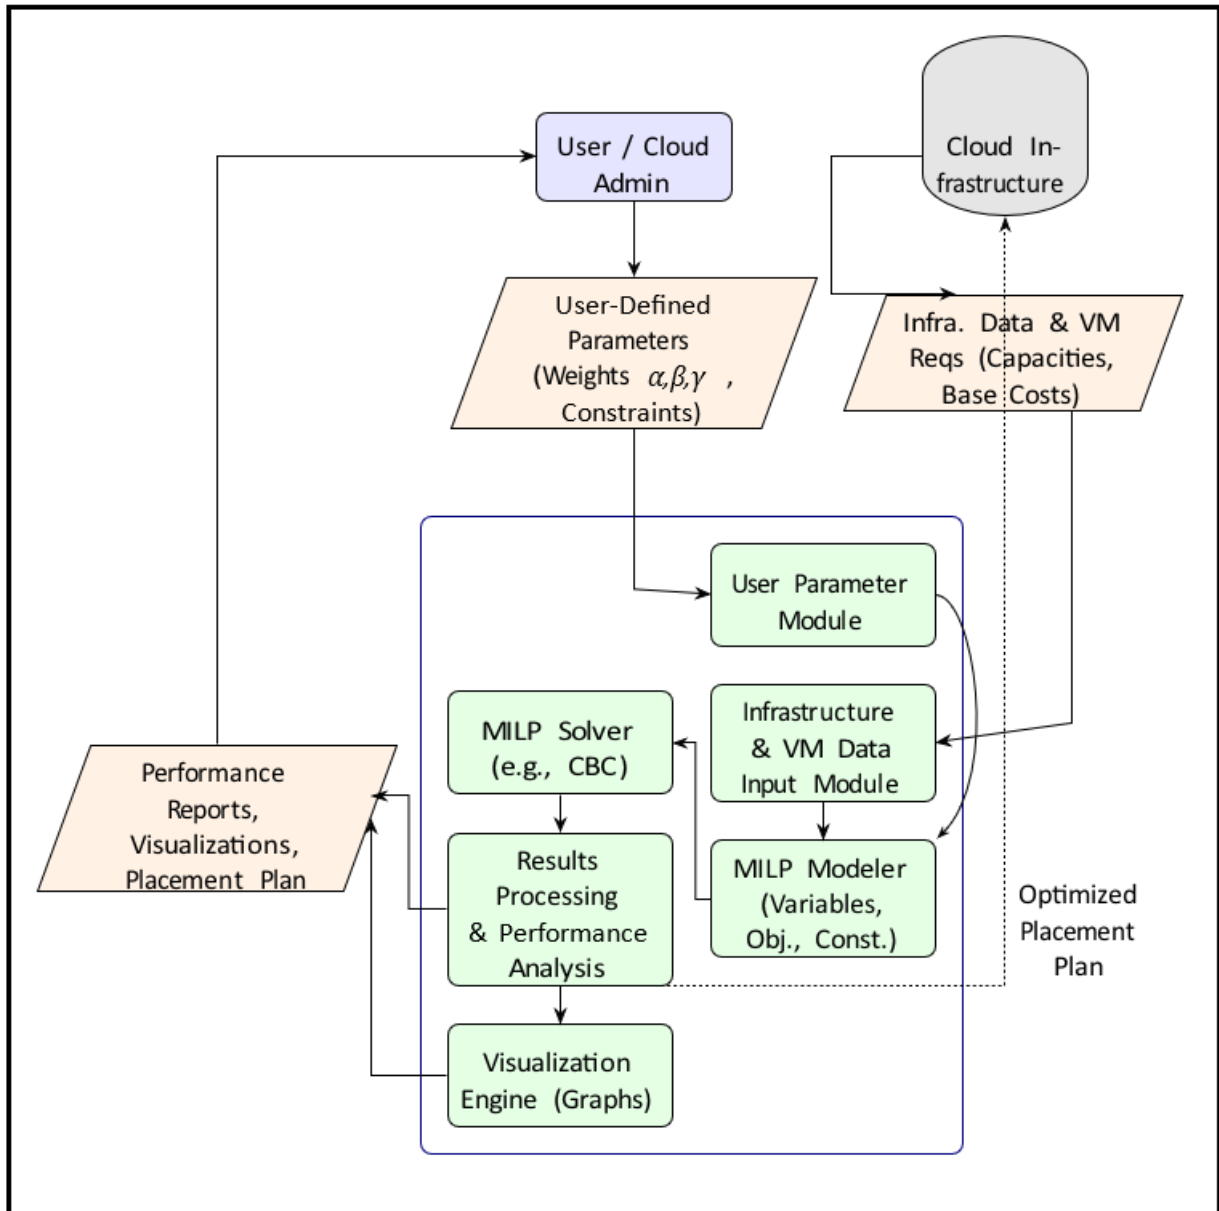 User / Cloud
Admin
Cloud In-
frastructure
User-Defined
Parameters
(Weights α,β,γ ,
Constraints)
Infra. Data & VM
Reqs (Capacities,
Base Costs)
User Parameter
Module
Infrastructure
& VM Data
Input Module
MILP Solver
(e.g., CBC)
Performance
Reports,
Visualizations,
Placement Plan
Results
Processing
& Performance
Analysis
MILP Modeler
(Variables,
Obj., Const.)
Optimized
Placement
Plan
Visualization
Engine (Graphs)